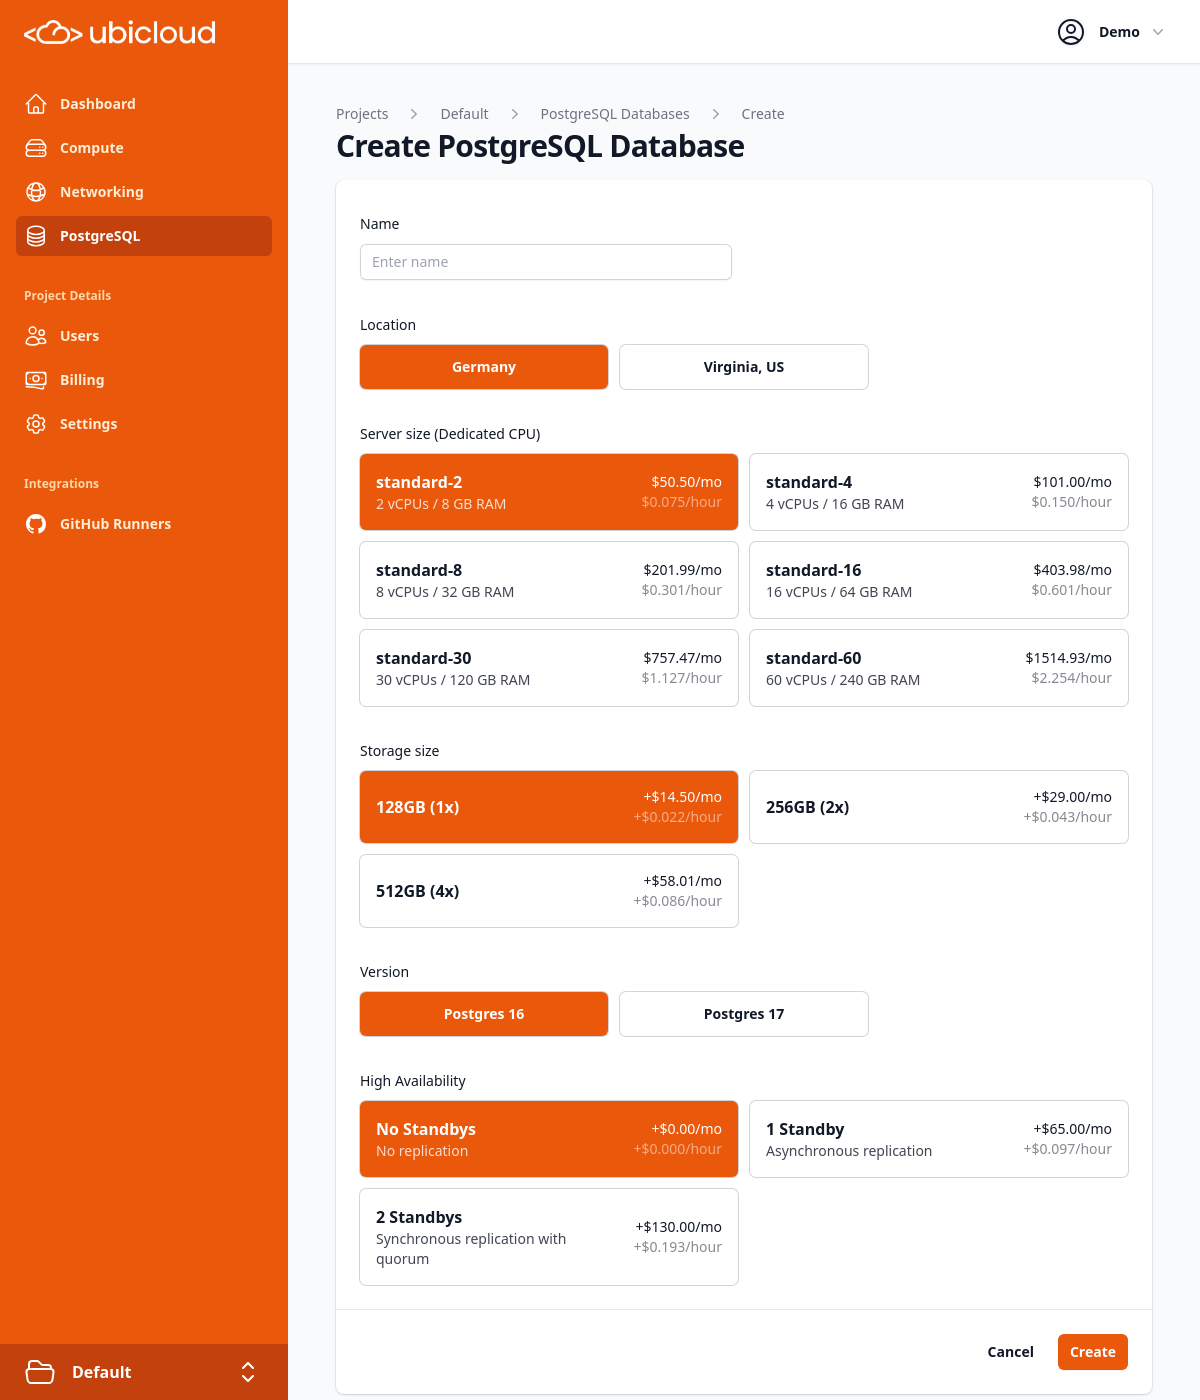 ubicloud
Demo
Dashboard
Compute
Networking
PostgreSQL
Project Details
Users
Billing
Settings
Integrations
GitHub Runners
Default
Projects > Default > PostgreSQL Databases > Create
Create PostgreSQL Database
Name
Enter name
Location
Germany
Virginia, US
Server size (Dedicated CPU)
standard-2
2 vCPUs / 8 GB RAM
$50.50/mo
$0.075/hour
standard-4
4 vCPUs / 16 GB RAM
$101.00/mo
$0.150/hour
standard-8
8 vCPUs / 32 GB RAM
$201.99/mo
$0.301/hour
standard-16
16 vCPUs / 64 GB RAM
$403.98/mo
$0.601/hour
standard-30
30 vCPUs / 120 GB RAM
$757.47/mo
$1.127/hour
standard-60
60 vCPUs / 240 GB RAM
$1514.93/mo
$2.254/hour
Storage size
128GB (1x)
+$14.50/mo
+$0.022/hour
256GB (2x)
+$29.00/mo
+$0.043/hour
512GB (4x)
+$58.01/mo
+$0.086/hour
Version
Postgres 16
Postgres 17
High Availability
No Standbys
No replication
+$0.00/mo
+$0.000/hour
1 Standby
Asynchronous replication
+$65.00/mo
+$0.097/hour
2 Standbys
Synchronous replication with
quorum
+$130.00/mo
+$0.193/hour
Cancel
Create